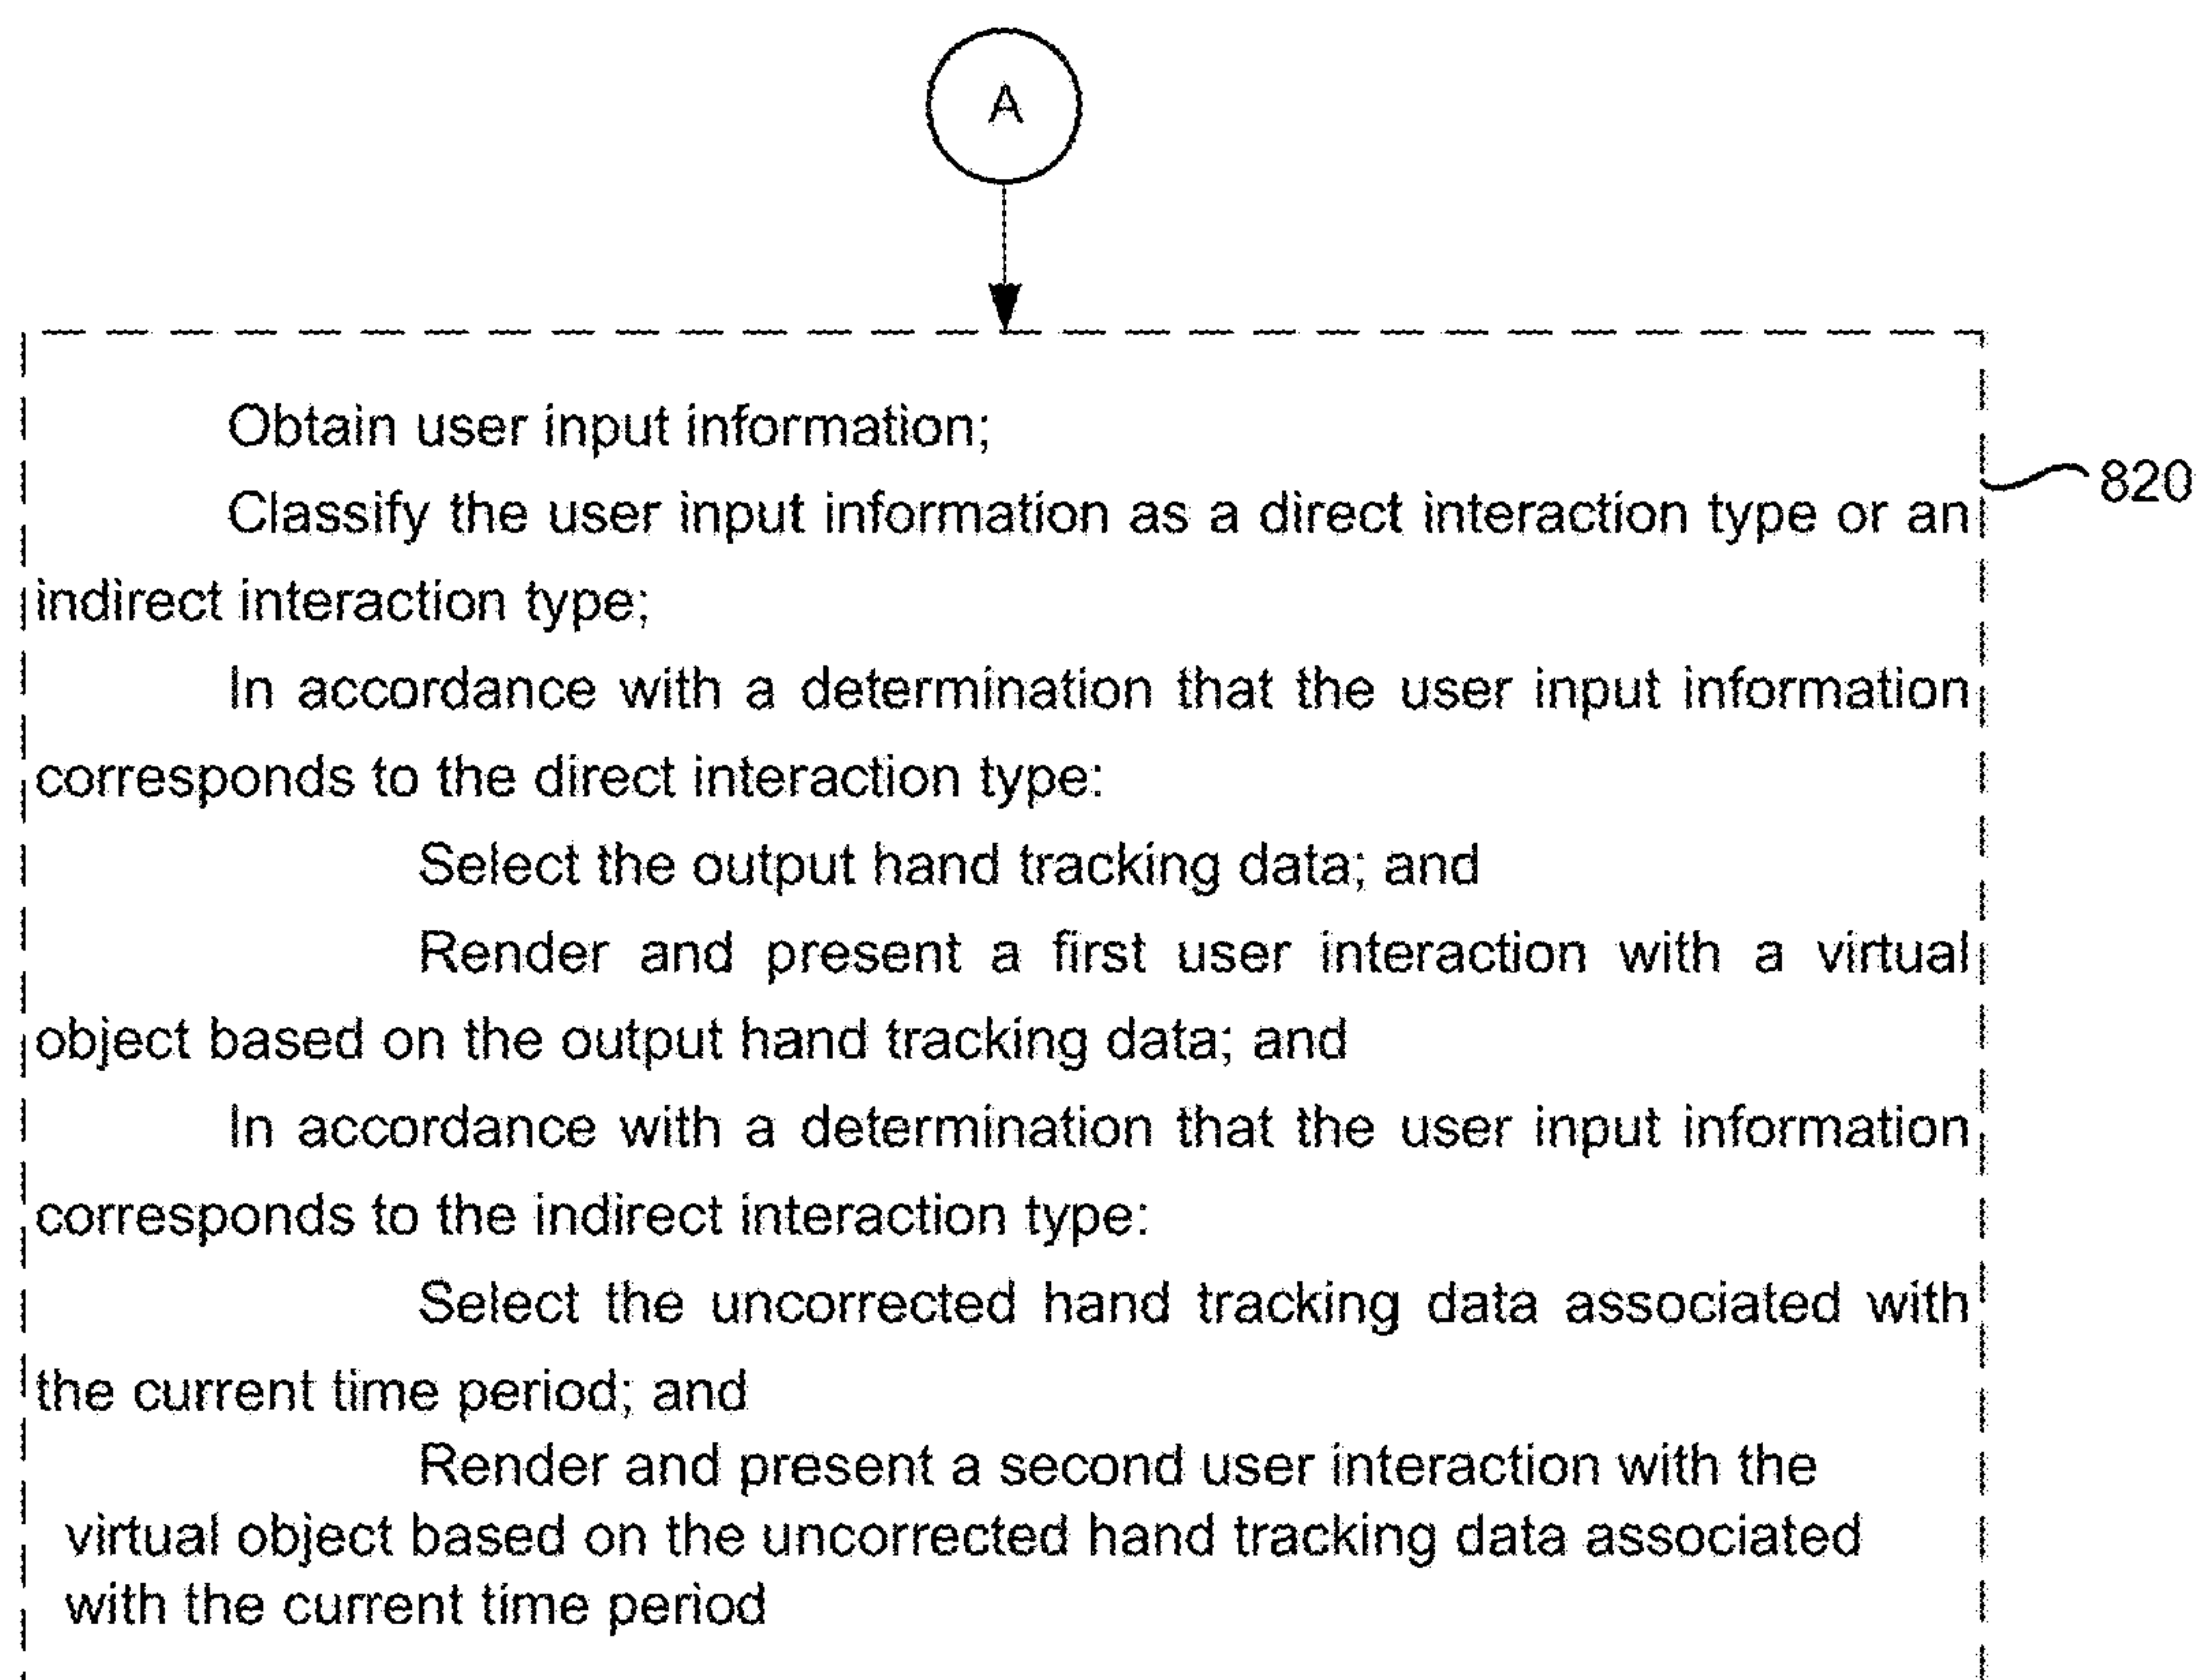 A
Obtain user input information;
820
Classify the user input information as a direct interaction type or an
indirect interaction type;
In accordance with a determination that the user input information
corresponds to the direct interaction type:
Select the output hand tracking data; and
Render and present a first user interaction with a virtual
object based on the output hand tracking data; and
In accordance with a determination that the user input information
corresponds to the indirect interaction type:
Select the uncorrected hand tracking data associated with
the current time period; and
Render and present a second user interaction with the
virtual object based on the uncorrected hand tracking data associated
with the current time period